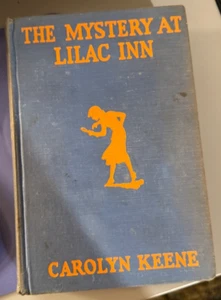 THE MYSTERY AT
LILAC INN
CAROLYN KEENE